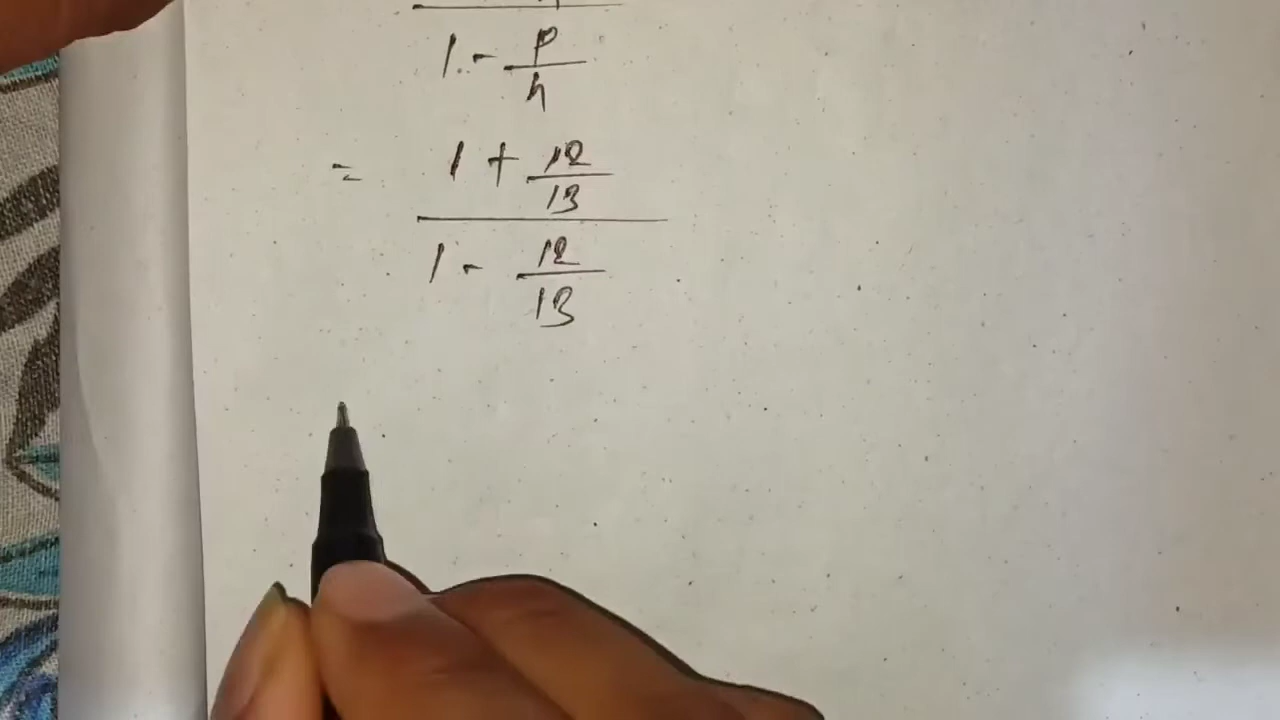 1 - p/h
= 1 + 12/13
1 - 12/13